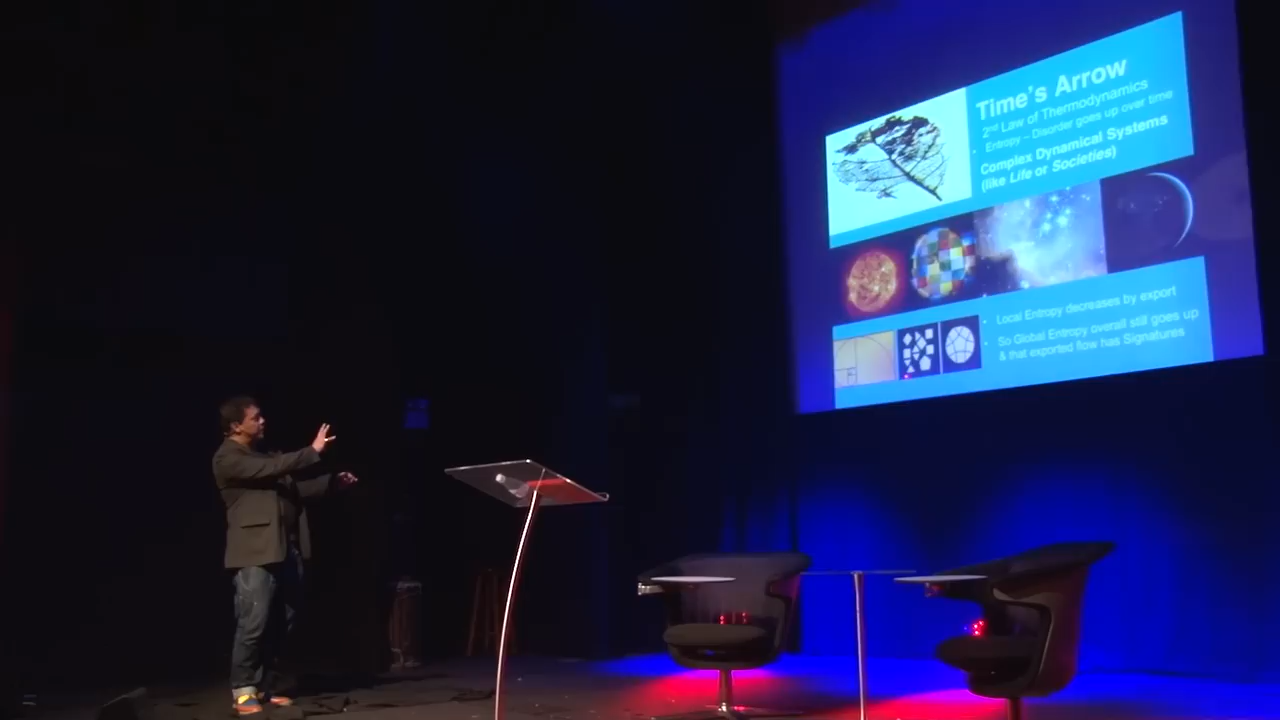 Time's Arrow
2nd Law of Thermodynamics
Entropy – Disorder goes up over time
Complex Dynamical Systems
(like Life or Societies)
• Local Entropy decreases by export
• So Global Entropy overall still goes up
& that exported flow has Signatures